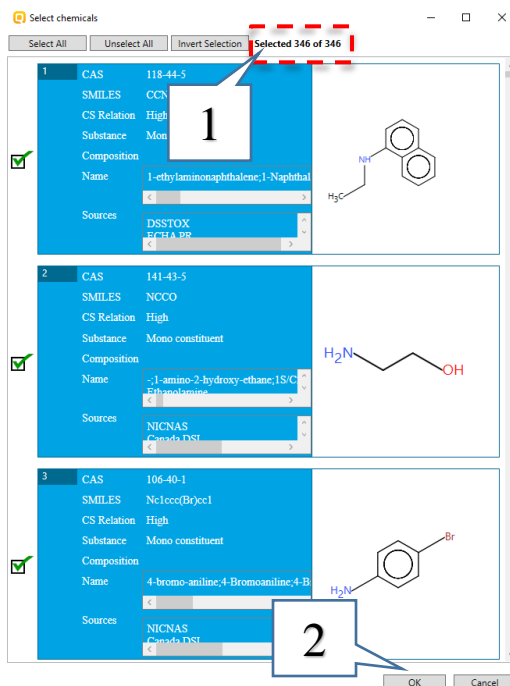 Select chemicals
Select All Unselect All Invert Selection Selected 346 of 346
1
1 CAS 118-44-5
SMILES CCN
CS Relation High
Substance Mon
Composition
Name 1-ethylaminonaphthalene;1-Naphthal
Sources DSSTOX
ECHA PR
NH
H3C
2 CAS 141-43-5
SMILES NCCO
CS Relation High
Substance Mono constituent
Composition
Name -;1-amino-2-hydroxy-ethane;1S/C
Ethanolamine
Sources NICNAS
Canada DSL
H2N
OH
3 CAS 106-40-1
SMILES Nc1ccc(Br)cc1
CS Relation High
Substance Mono constituent
Composition
Name 4-bromo-aniline;4-Bromoaniline;4-B
Sources NICNAS
Canada DSL
Br
H2N
2
OK Cancel